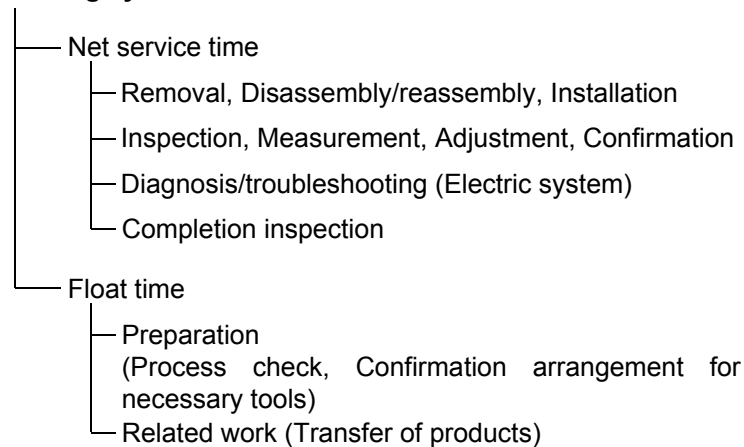 Net service time
Removal, Disassembly/reassembly, Installation
Inspection, Measurement, Adjustment, Confirmation
Diagnosis/troubleshooting (Electric system)
Completion inspection
Float time
Preparation
(Process check, Confirmation arrangement for
necessary tools)
Related work (Transfer of products)